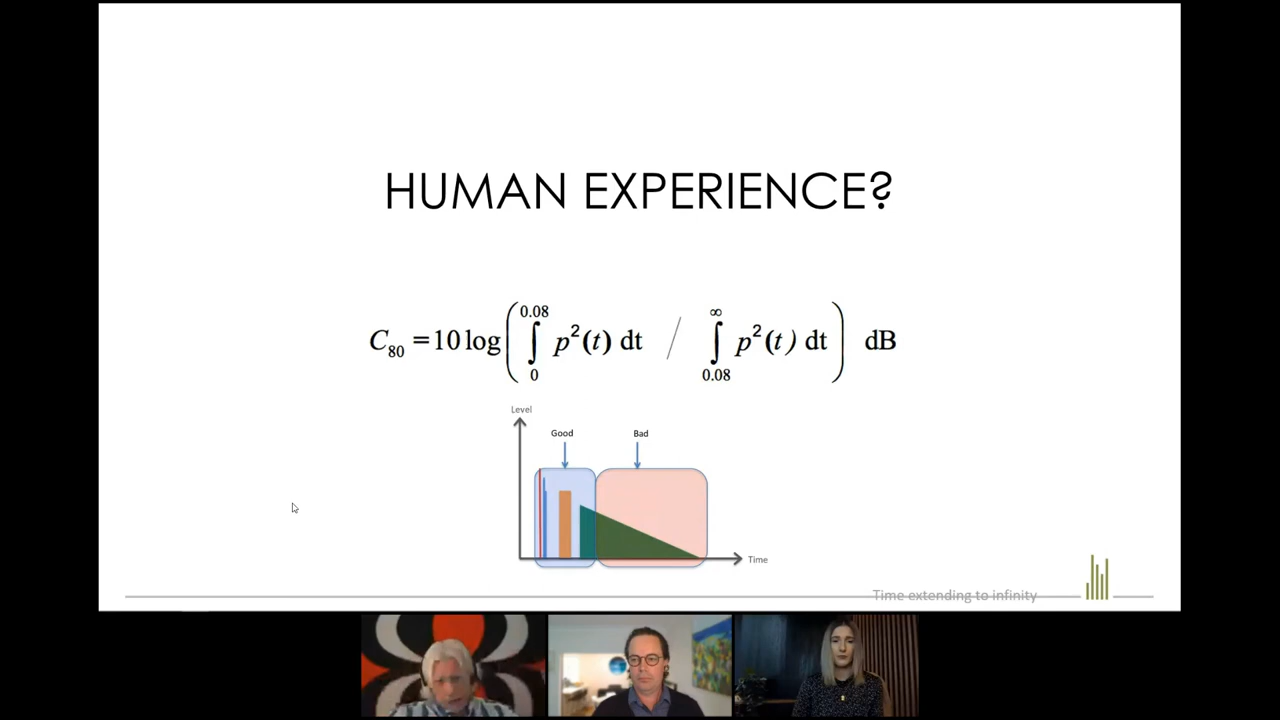 HUMAN EXPERIENCE?
C₈₀ = 10 log ( ∫₀^0.08 p²(t) dt / ∫_0.08^∞ p²(t) dt ) dB
Level
Good Bad
Time
Time extending to infinity